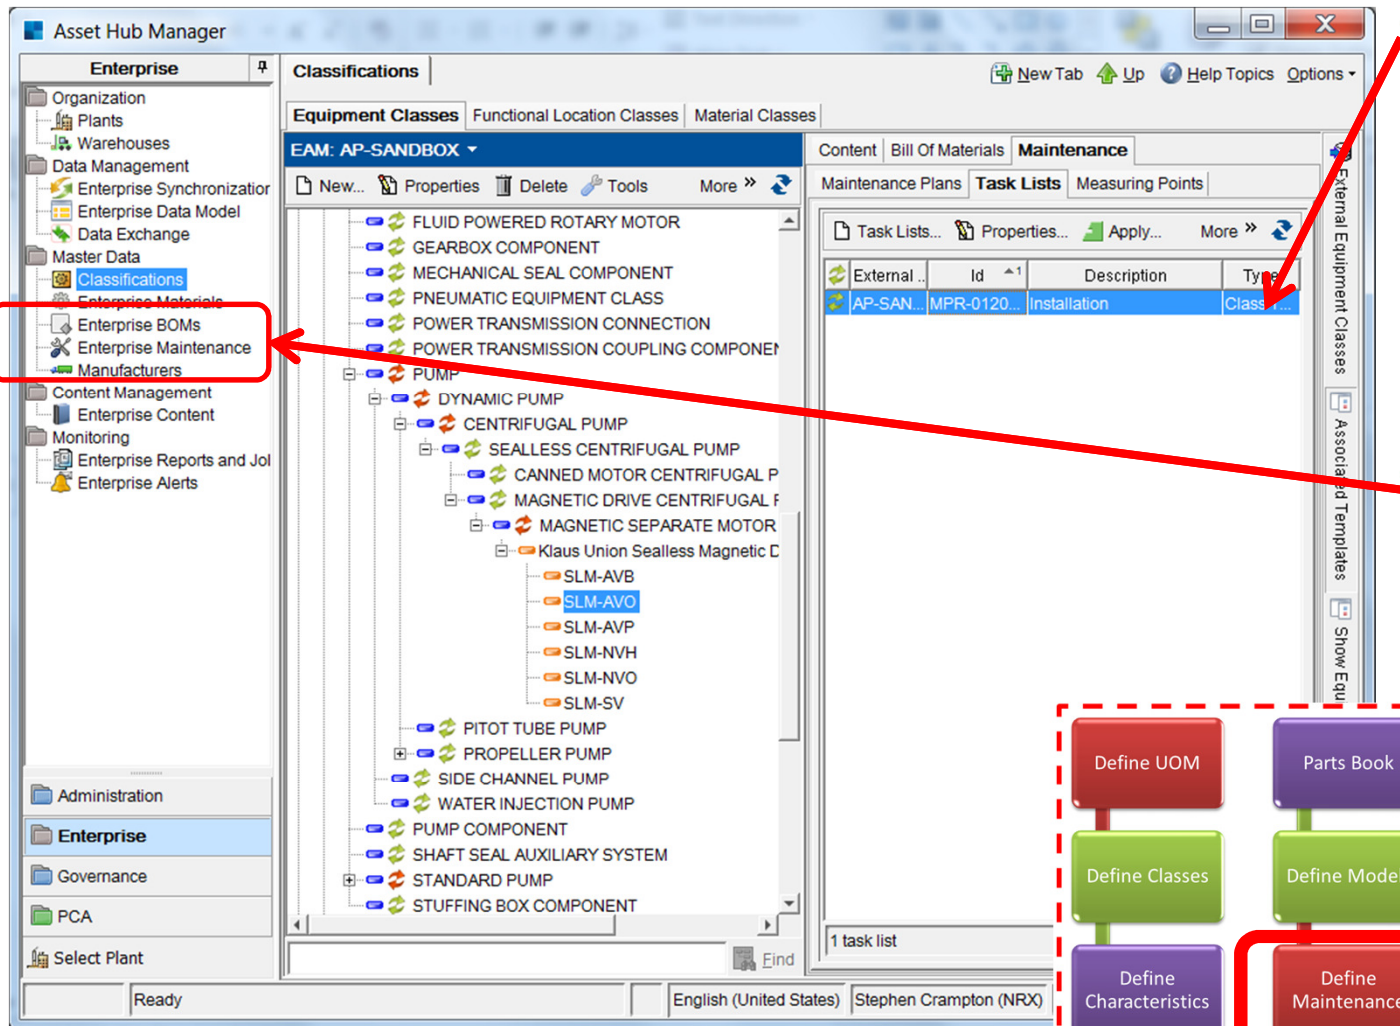 Asset Hub Manager
Enterprise
Organization
Plants
Warehouses
Data Management
Enterprise Synchronization
Enterprise Data Model
Data Exchange
Master Data
Classifications
Enterprise Materials
Enterprise BOMs
Enterprise Maintenance
Manufacturers
Content Management
Enterprise Content
Monitoring
Enterprise Reports and Jol
Enterprise Alerts
Administration
Enterprise
Governance
PCA
Select Plant
Classifications
New Tab Up Help Topics Options
Equipment Classes Functional Location Classes Material Classes
EAM: AP-SANDBOX
New... Properties Delete Tools More »
FLUID POWERED ROTARY MOTOR
GEARBOX COMPONENT
MECHANICAL SEAL COMPONENT
PNEUMATIC EQUIPMENT CLASS
POWER TRANSMISSION CONNECTION
POWER TRANSMISSION COUPLING COMPONEN
PUMP
DYNAMIC PUMP
CENTRIFUGAL PUMP
SEALLESS CENTRIFUGAL PUMP
CANNED MOTOR CENTRIFUGAL P
MAGNETIC DRIVE CENTRIFUGAL P
MAGNETIC SEPARATE MOTOR
Klaus Union Sealless Magnetic D
SLM-AVB
SLM-AVO
SLM-AVP
SLM-NVH
SLM-NVO
SLM-SV
PITOT TUBE PUMP
PROPELLER PUMP
SIDE CHANNEL PUMP
WATER INJECTION PUMP
PUMP COMPONENT
SHAFT SEAL AUXILIARY SYSTEM
STANDARD PUMP
STUFFING BOX COMPONENT
Find
Content Bill Of Materials Maintenance
Maintenance Plans Task Lists Measuring Points
Task Lists... Properties... Apply... More »
External .. Id 1 Description Type
AP-SAN... MPR-0120... Installation Class T...
1 task list
External Equipment Classes
Associated Templates
Show Equi
Define UOM
Parts Book
Define Classes
Define Model
Define
Characteristics
Define
Maintenance
Ready English (United States) Stephen Crampton (NRX)